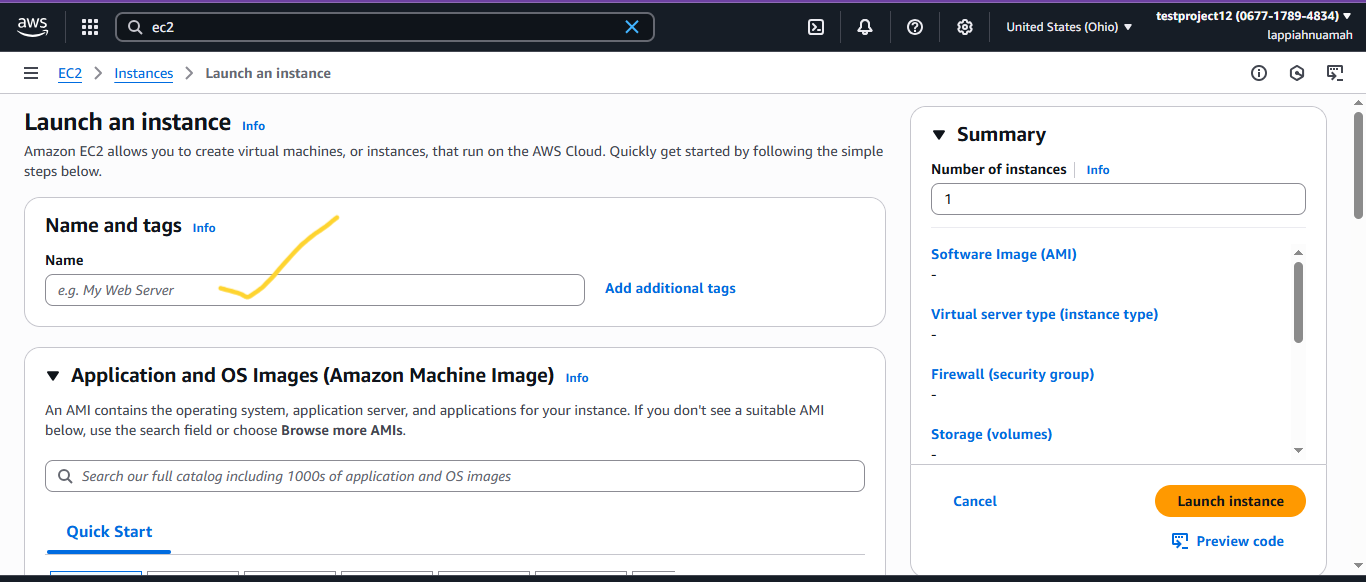 aws
ec2
United States (Ohio)
testproject12 (0677-1789-4834)
lappiahnuamah
EC2 > Instances > Launch an instance
Launch an instance Info
Amazon EC2 allows you to create virtual machines, or instances, that run on the AWS Cloud. Quickly get started by following the simple
steps below.
Name and tags Info
Name
e.g. My Web Server
Add additional tags
Application and OS Images (Amazon Machine Image) Info
An AMI contains the operating system, application server, and applications for your instance. If you don't see a suitable AMI
below, use the search field or choose Browse more AMIs.
Search our full catalog including 1000s of application and OS images
Quick Start
Summary
Number of instances Info
1
Software Image (AMI)
-
Virtual server type (instance type)
-
Firewall (security group)
-
Storage (volumes)
-
Cancel
Launch instance
Preview code